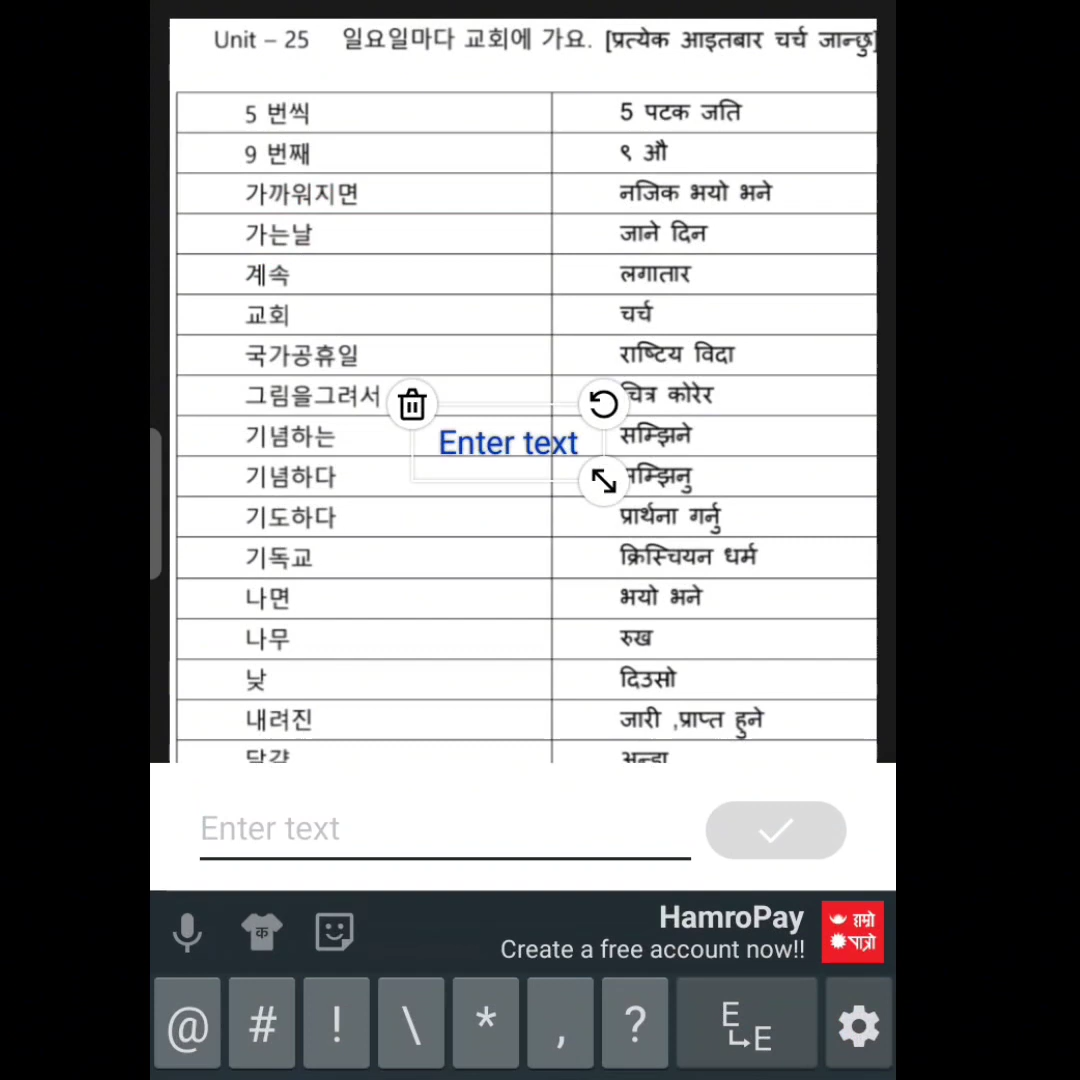 Unit – 25 일요일마다 교회에 가요. [प्रत्येक आइतबार चर्च जान्छु]
5 번씩 5 पटक जति
9 번째 ९ औ
가까워지면 नजिक भयो भने
가는날 जाने दिन
계속 लगातार
교회 चर्च
국가공휴일 राष्टिय विदा
그림을그려서 चित्र कोरेर
Enter text
기념하는 सम्झिने
기념하다 सम्झिनु
기도하다 प्रार्थना गर्नु
기독교 क्रिस्चियन धर्म
나면 भयो भने
나무 रुख
낮 दिउसो
내려진 जारी ,प्राप्त हुने
Enter text
HamroPay
Create a free account now!!
हाम्रो पात्रो
क
@ # ! \ * , ? E E